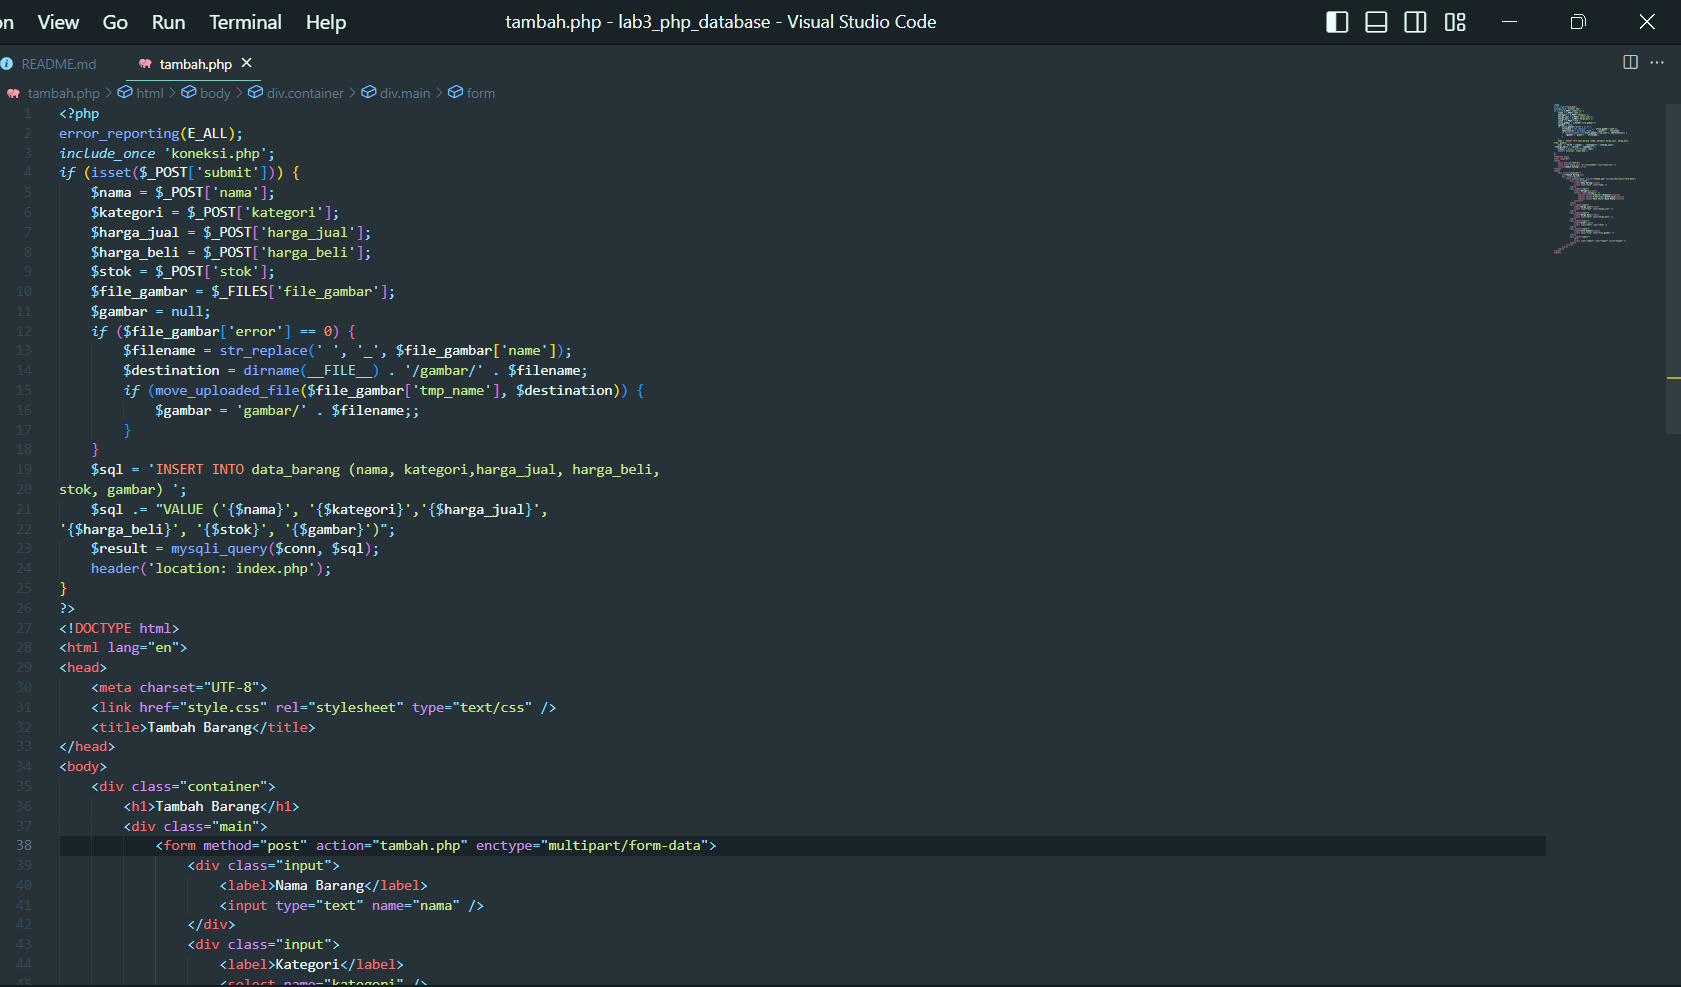 on View Go Run Terminal Help tambah.php - lab3_php_database - Visual Studio Code
README.md tambah.php
tambah.php > html > body > div.container > div.main > form
1 <?php
2 error_reporting(E_ALL);
3 include_once 'koneksi.php';
4 if (isset($_POST['submit'])) {
5 $nama = $_POST['nama'];
6 $kategori = $_POST['kategori'];
7 $harga_jual = $_POST['harga_jual'];
8 $harga_beli = $_POST['harga_beli'];
9 $stok = $_POST['stok'];
10 $file_gambar = $_FILES['file_gambar'];
11 $gambar = null;
12 if ($file_gambar['error'] == 0) {
13 $filename = str_replace(' ', '_', $file_gambar['name']);
14 $destination = dirname(__FILE__) . '/gambar/' . $filename;
15 if (move_uploaded_file($file_gambar['tmp_name'], $destination)) {
16 $gambar = 'gambar/' . $filename;;
17 }
18 }
19 $sql = 'INSERT INTO data_barang (nama, kategori,harga_jual, harga_beli,
20 stok, gambar) ';
21 $sql .= "VALUE ('{$nama}', '{$kategori}','{$harga_jual}',
22 '{$harga_beli}', '{$stok}', '{$gambar}')";
23 $result = mysqli_query($conn, $sql);
24 header('location: index.php');
25 }
26 ?>
27 <!DOCTYPE html>
28 <html lang="en">
29 <head>
30 <meta charset="UTF-8">
31 <link href="style.css" rel="stylesheet" type="text/css" />
32 <title>Tambah Barang</title>
33 </head>
34 <body>
35 <div class="container">
36 <h1>Tambah Barang</h1>
37 <div class="main">
38 <form method="post" action="tambah.php" enctype="multipart/form-data">
39 <div class="input">
40 <label>Nama Barang</label>
41 <input type="text" name="nama" />
42 </div>
43 <div class="input">
44 <label>Kategori</label>
45 <select name="kategori" />